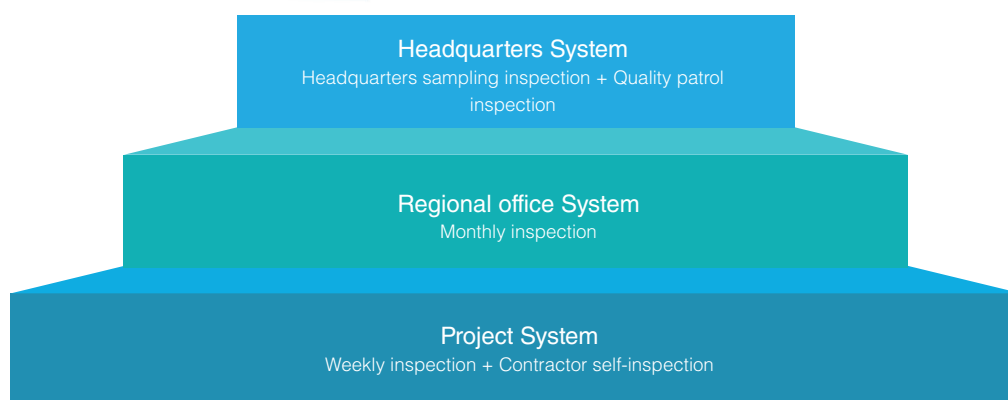 Headquarters System
Headquarters sampling inspection + Quality patrol
inspection
Regional office System
Monthly inspection
Project System
Weekly inspection + Contractor self-inspection